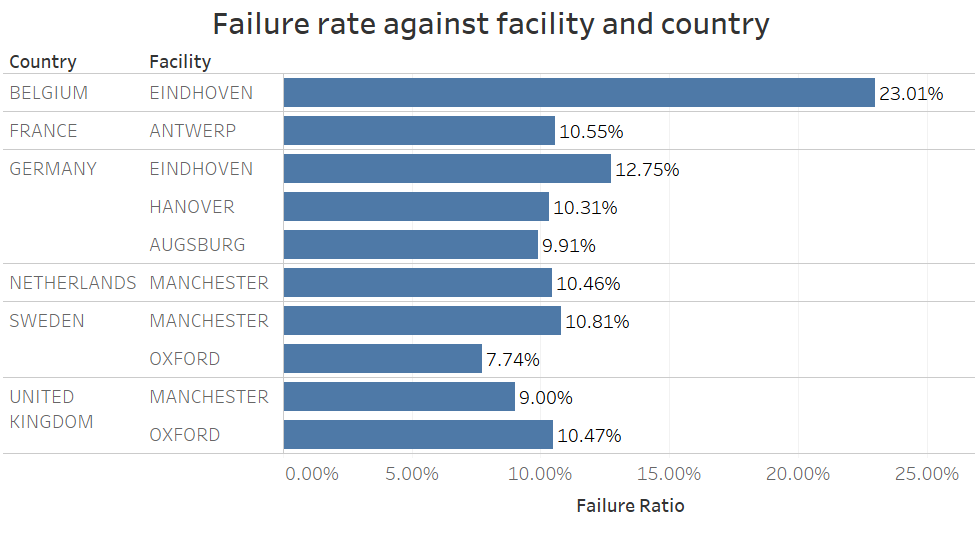 Failure rate against facility and country
Country Facility
BELGIUM EINDHOVEN 23.01%
FRANCE ANTWERP 10.55%
GERMANY EINDHOVEN 12.75%
HANOVER 10.31%
AUGSBURG 9.91%
NETHERLANDS MANCHESTER 10.46%
SWEDEN MANCHESTER 10.81%
OXFORD 7.74%
UNITED MANCHESTER 9.00%
KINGDOM
OXFORD 10.47%
0.00% 5.00% 10.00% 15.00% 20.00% 25.00%
Failure Ratio